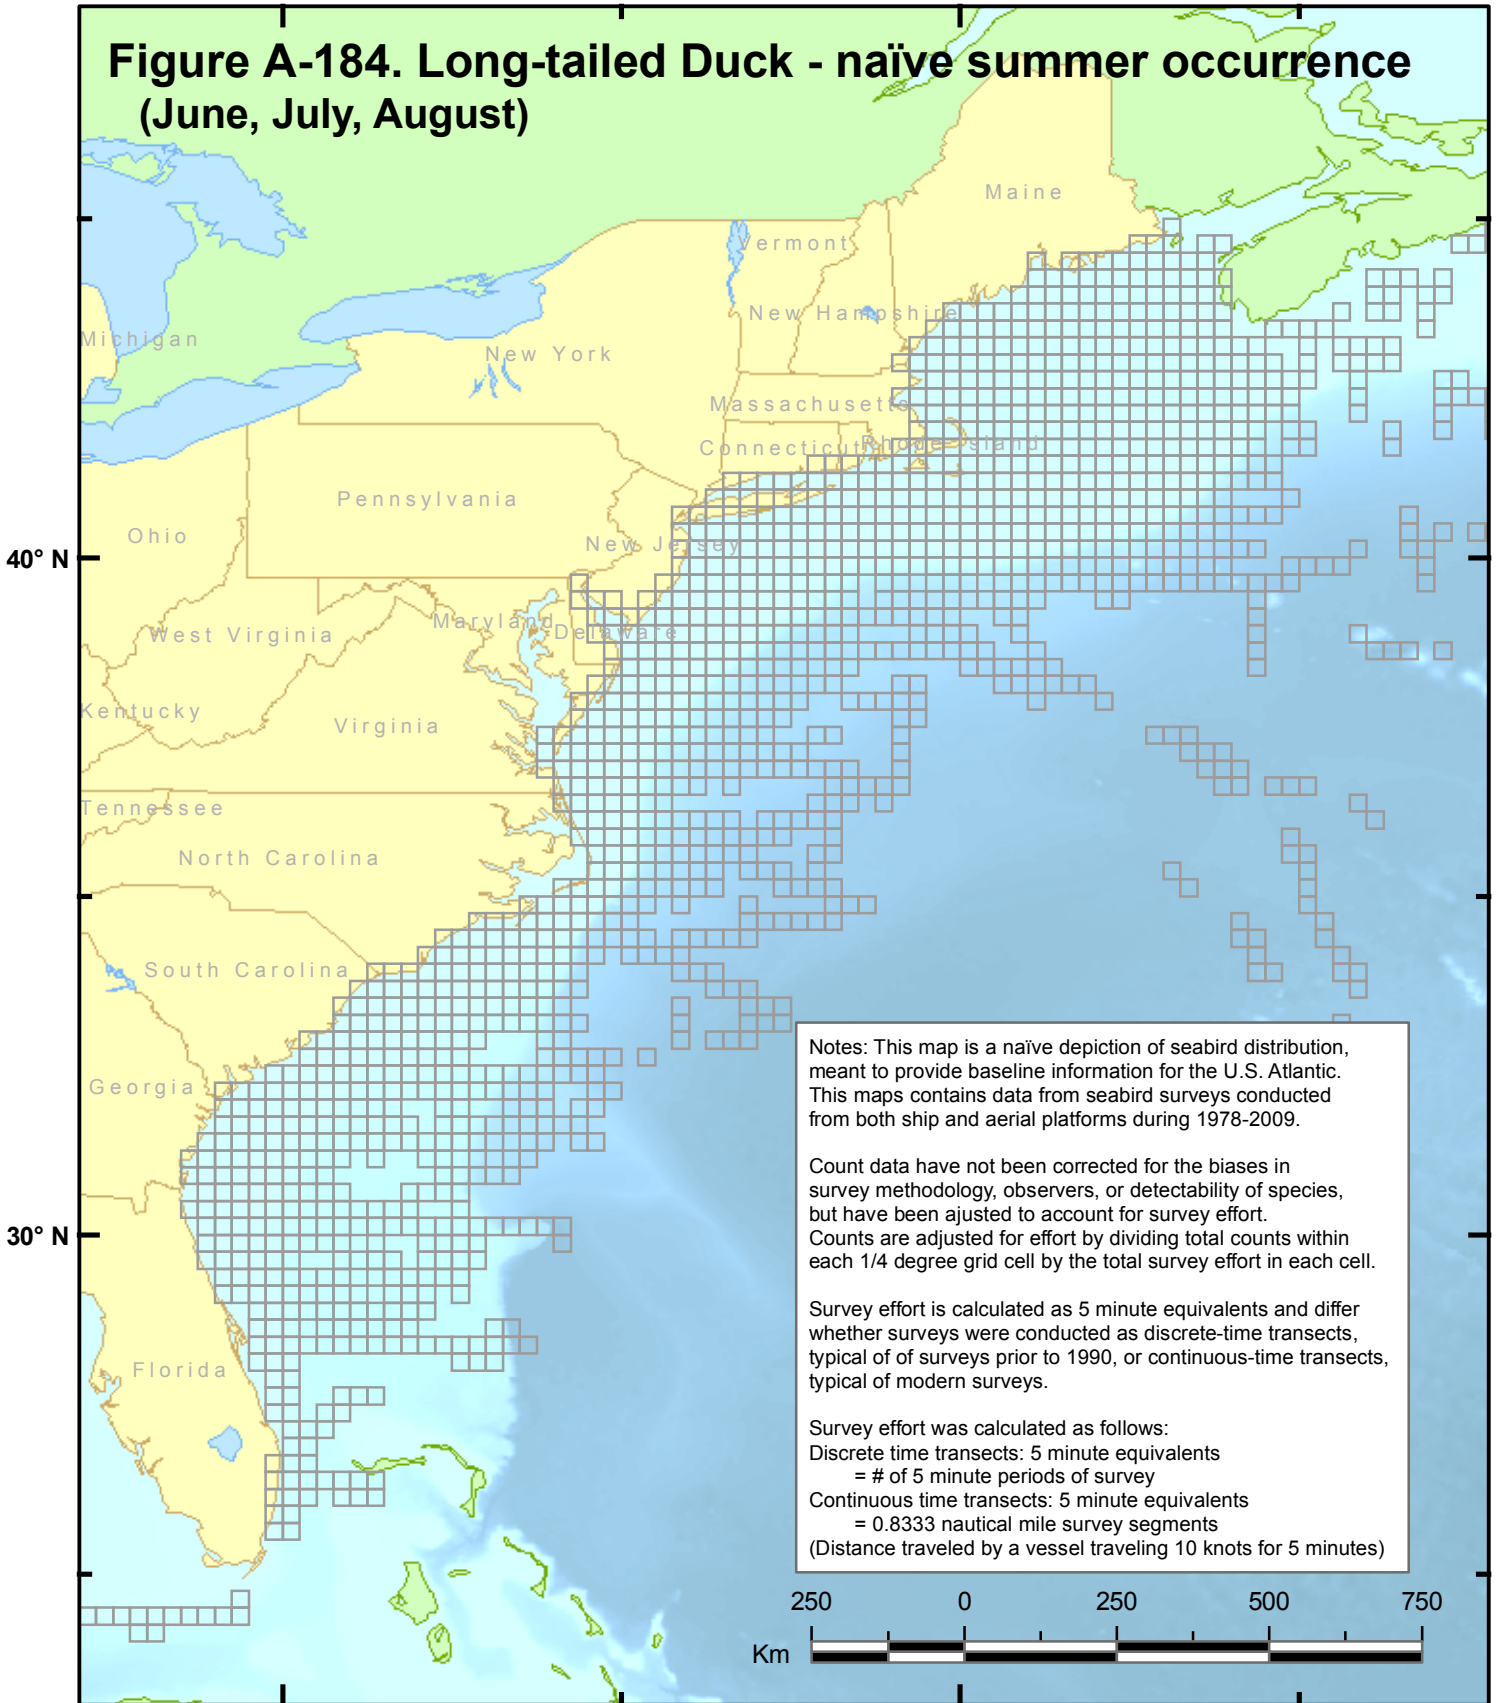 Figure A-184. Long-tailed Duck - naïve summer occurrence
(June, July, August)
Maine
Vermont
New Hampshire
Michigan
New York
Massachusetts
Connecticut
Rhode Island
Pennsylvania
Ohio
New Jersey
40° N
Maryland
Delaware
West Virginia
Kentucky
Virginia
Tennessee
North Carolina
South Carolina
Georgia
30° N
Florida
Notes: This map is a naïve depiction of seabird distribution,
meant to provide baseline information for the U.S. Atlantic.
This maps contains data from seabird surveys conducted
from both ship and aerial platforms during 1978-2009.
Count data have not been corrected for the biases in
survey methodology, observers, or detectability of species,
but have been ajusted to account for survey effort.
Counts are adjusted for effort by dividing total counts within
each 1/4 degree grid cell by the total survey effort in each cell.
Survey effort is calculated as 5 minute equivalents and differ
whether surveys were conducted as discrete-time transects,
typical of of surveys prior to 1990, or continuous-time transects,
typical of modern surveys.
Survey effort was calculated as follows:
Discrete time transects: 5 minute equivalents
= # of 5 minute periods of survey
Continuous time transects: 5 minute equivalents
= 0.8333 nautical mile survey segments
(Distance traveled by a vessel traveling 10 knots for 5 minutes)
250 0 250 500 750
Km